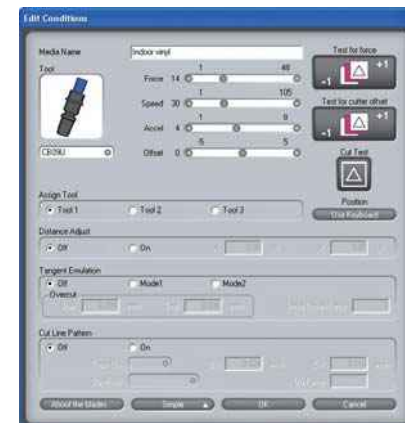 Edit Conditions
Media Name
Indoor vinyl
Test for force
Tool
1 40
Force 14
-1 +1
1 105
Speed 30
Test for cutter offset
1 8
Accel 4
-1 +1
-5 5
CB09U
Offset 0
Cut Test
Assign Tool
Position
Tool 1 Tool 2 Tool 3
Use Keyboard
Distance Adjust
Off On
Tangent Emulation
Off Mode1 Mode2
Overcut
Cut Line Pattern
Off On
About the blades Simple OK Cancel